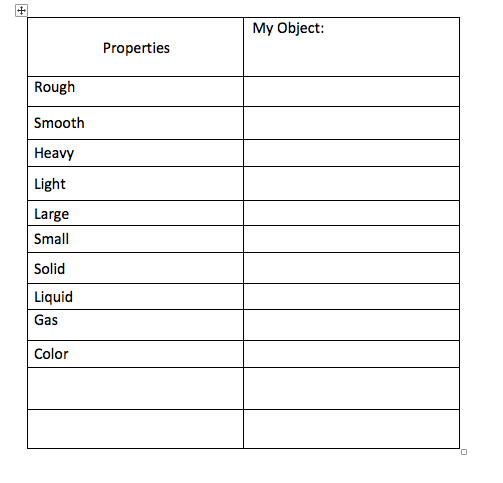 Properties
My Object:
Rough
Smooth
Heavy
Light
Large
Small
Solid
Liquid
Gas
Color